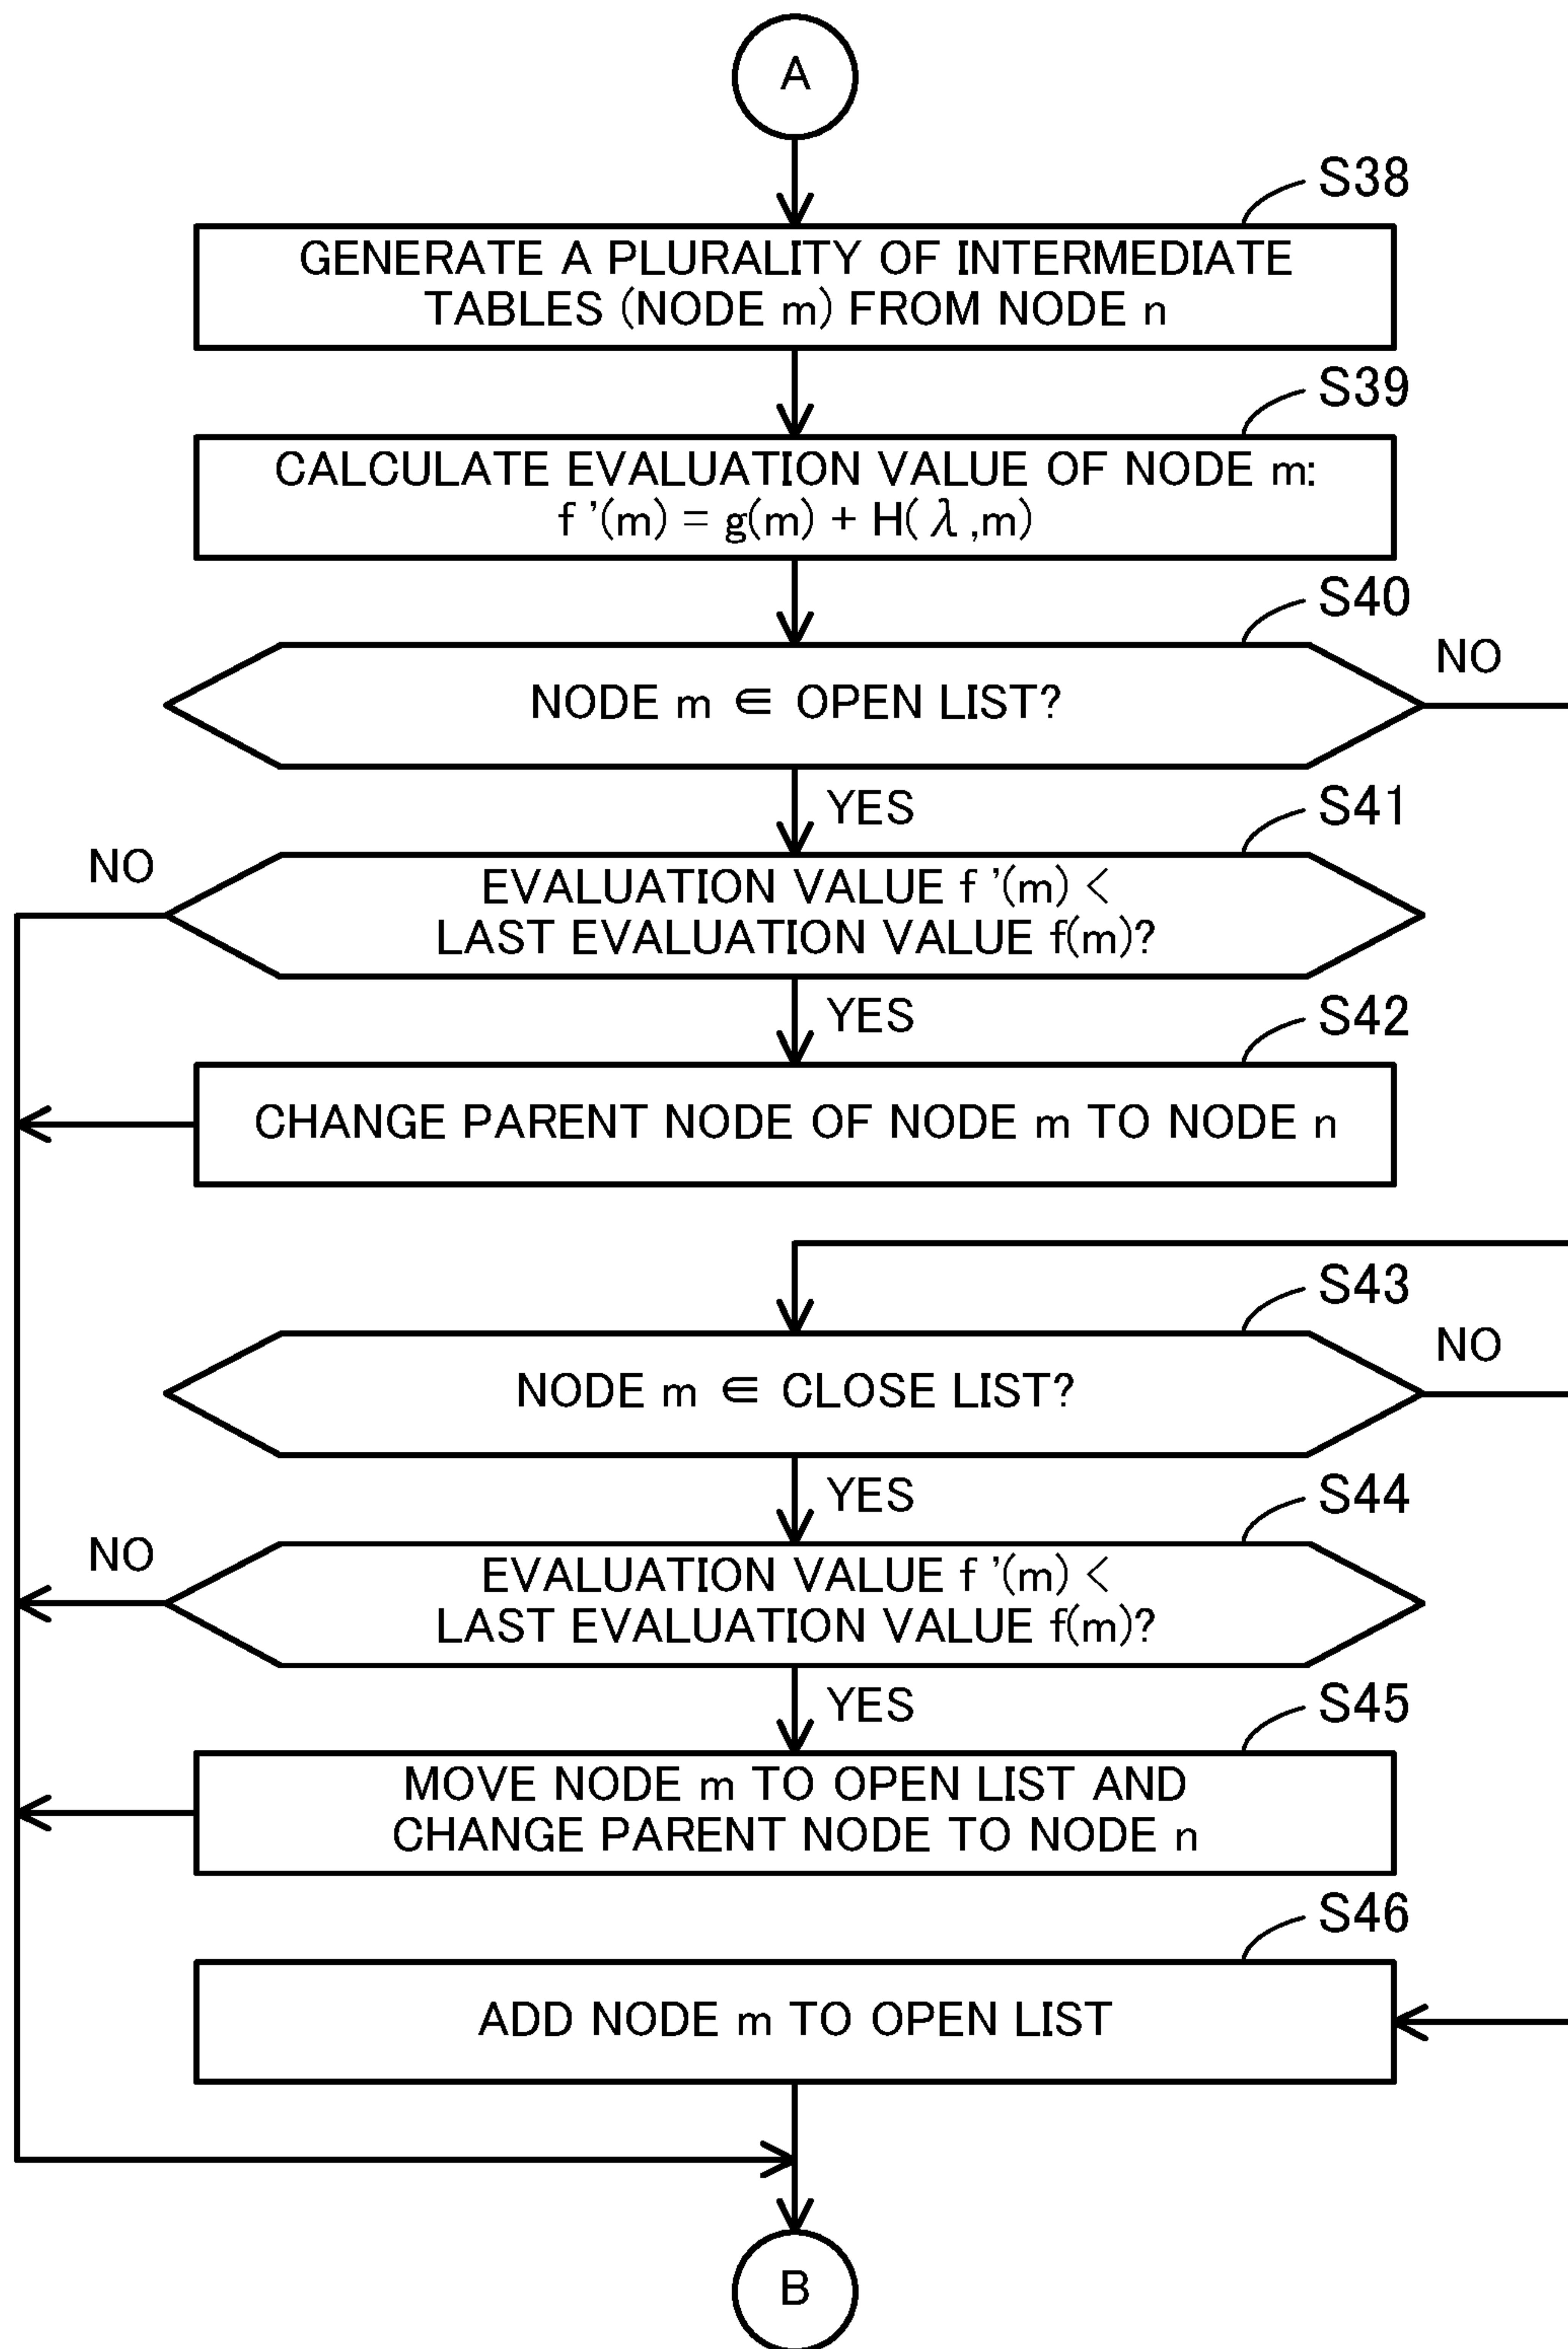 A
S38
GENERATE A PLURALITY OF INTERMEDIATE
TABLES (NODE m) FROM NODE n
S39
CALCULATE EVALUATION VALUE OF NODE m:
f '(m) = g(m) + H( λ ,m)
S40
NODE m ∈ OPEN LIST?
NO
YES
S41
EVALUATION VALUE f '(m) <
LAST EVALUATION VALUE f(m)?
NO
YES
S42
CHANGE PARENT NODE OF NODE m TO NODE n
S43
NODE m ∈ CLOSE LIST?
NO
YES
S44
EVALUATION VALUE f '(m) <
LAST EVALUATION VALUE f(m)?
NO
YES
S45
MOVE NODE m TO OPEN LIST AND
CHANGE PARENT NODE TO NODE n
S46
ADD NODE m TO OPEN LIST
B